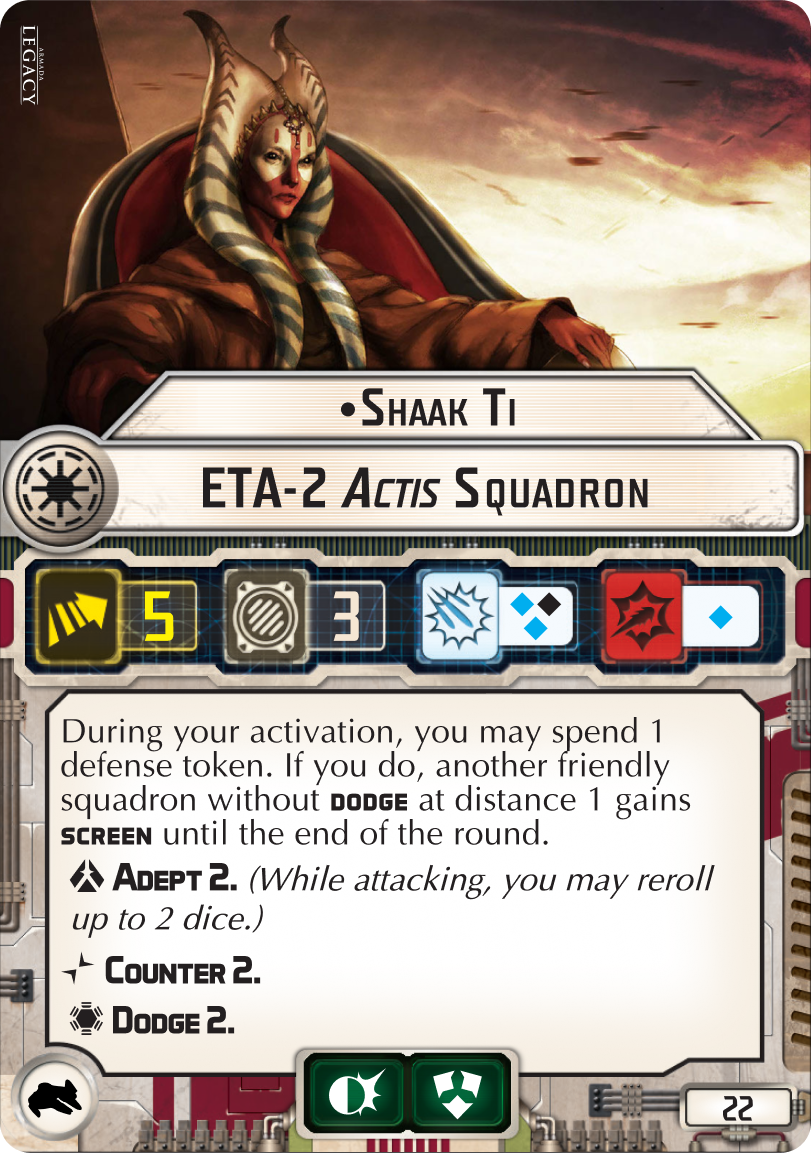 ARMADA
LEGACY
•Shaak Ti
ETA-2 Actis Squadron
5
3
During your activation, you may spend 1
defense token. If you do, another friendly
squadron without DODGE at distance 1 gains
SCREEN until the end of the round.
Adept 2. (While attacking, you may reroll
up to 2 dice.)
Counter 2.
Dodge 2.
22